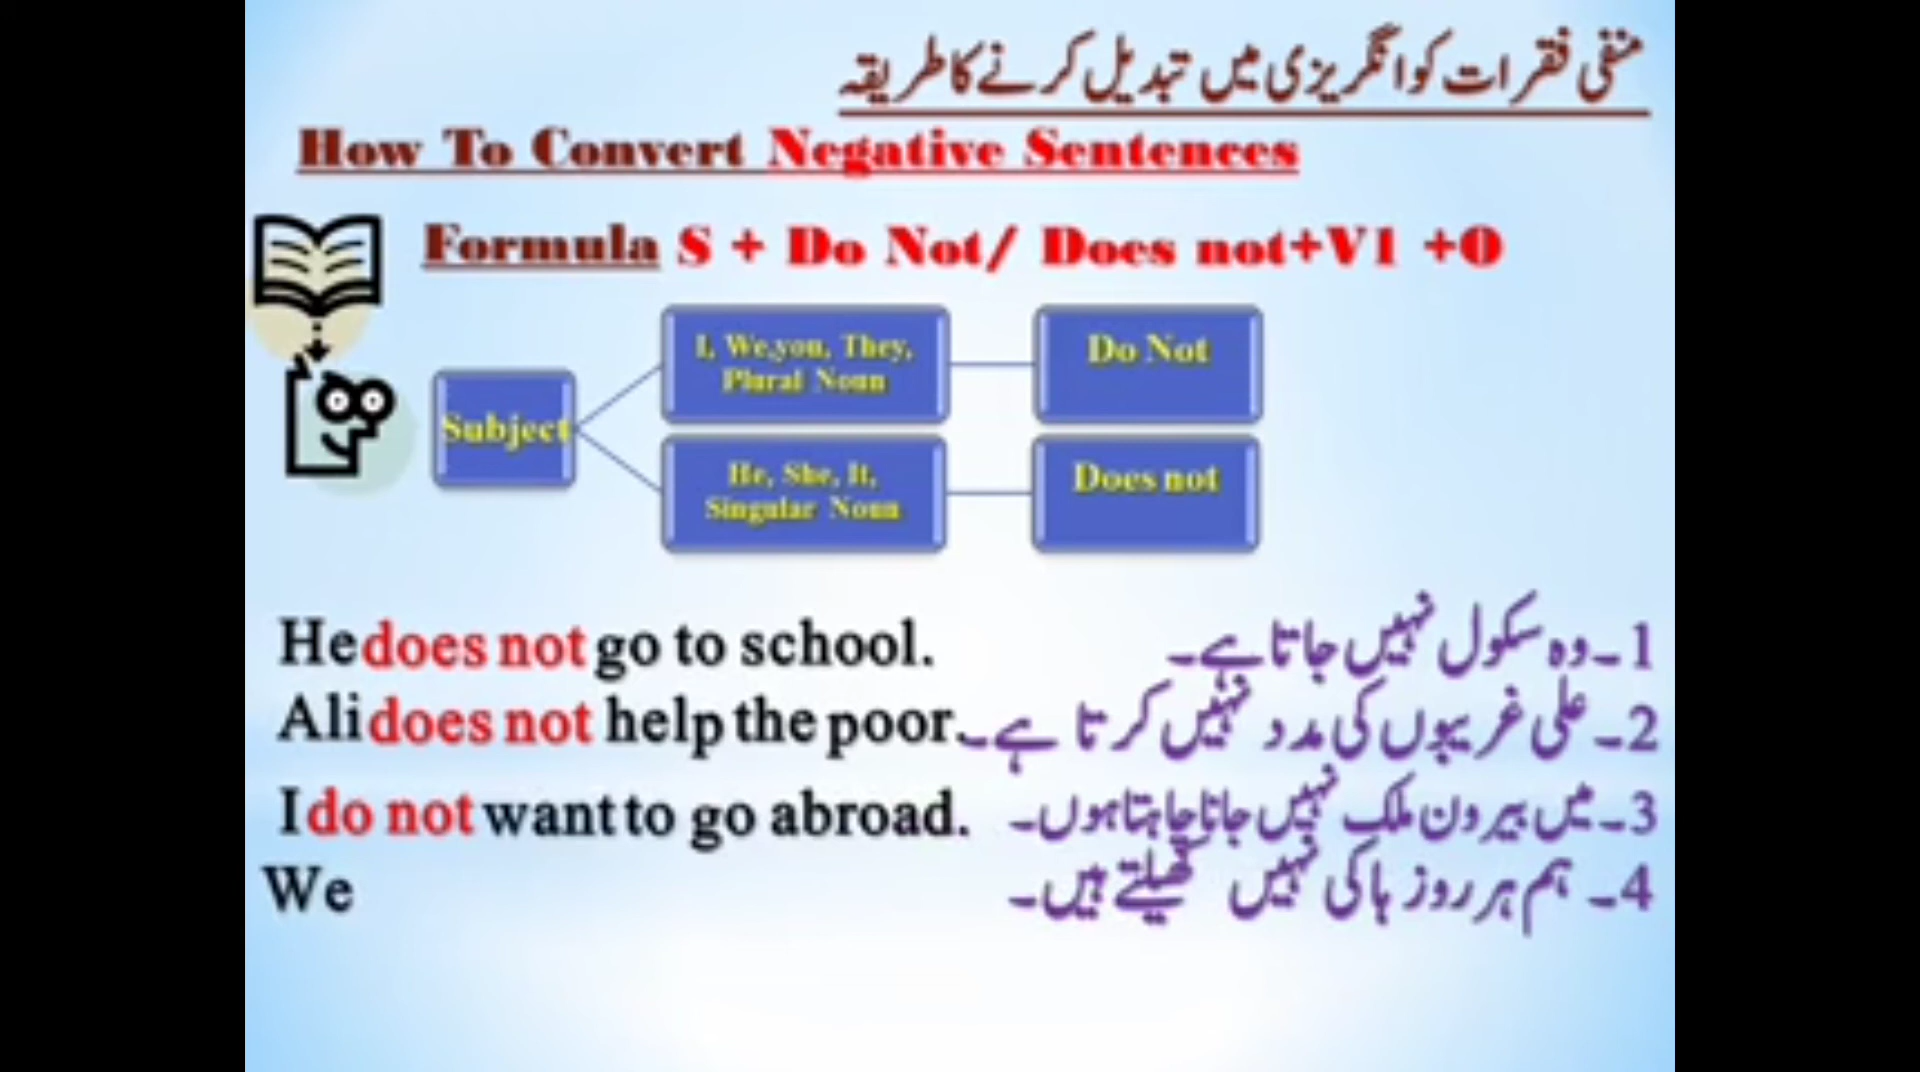 منفی فقرات کو انگریزی میں تبدیل کرنے کا طریقہ
How To Convert Negative Sentences
Formula S + Do Not/ Does not+V1 +O
Subject
I, We,you, They,
Plural Noun
Do Not
He, She, It,
Singular Noun
Does not
He does not go to school.
1۔وہ سکول نہیں جاتا ہے۔
Ali does not help the poor.
2۔علی غریبوں کی مدد نہیں کرتا ہے۔
I do not want to go abroad.
3۔میں بیرون ملک نہیں جانا چاہتا ہوں۔
We
4۔ ہم ہر روز ہاکی نہیں کھیلتے ہیں۔